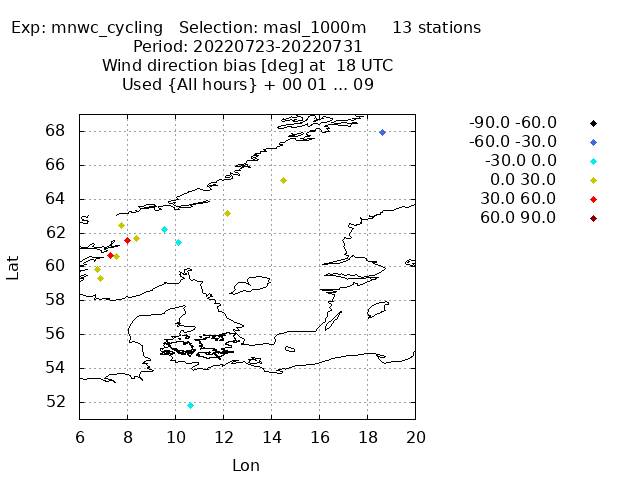 Exp: mnwc_cycling   Selection: masl_1000m     13 stations
Period: 20220723-20220731
Wind direction bias [deg] at  18 UTC
Used {All hours} + 00 01 ... 09
-90.0 -60.0
-60.0 -30.0
-30.0 0.0
0.0 30.0
30.0 60.0
60.0 90.0
68
66
64
62
60
58
56
54
52
Lat
6 8 10 12 14 16 18 20
Lon